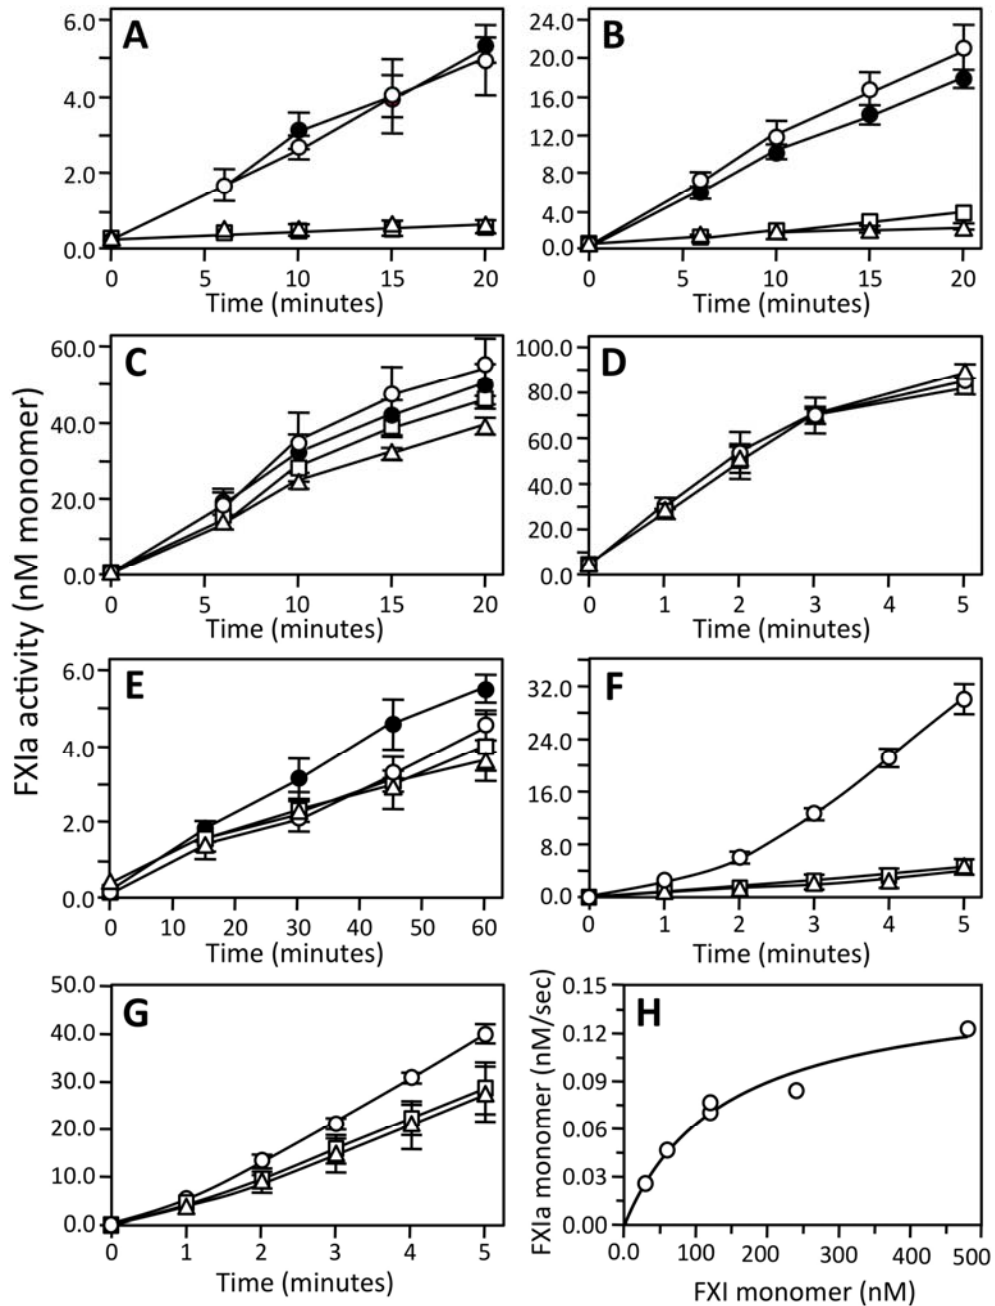 FXIa activity (nM monomer)
A
6.0
4.0
2.0
0.0
0 5 10 15 20
Time (minutes)
B
24.0
20.0
16.0
12.0
8.0
4.0
0.0
0 5 10 15 20
Time (minutes)
C
60.0
40.0
20.0
0.0
0 5 10 15 20
Time (minutes)
D
100.0
80.0
60.0
40.0
20.0
0.0
0 1 2 3 4 5
Time (minutes)
E
6.0
4.0
2.0
0.0
0 10 20 30 40 50 60
Time (minutes)
F
32.0
24.0
16.0
8.0
0.0
0 1 2 3 4 5
Time (minutes)
G
50.0
40.0
30.0
20.0
10.0
0.0
0 1 2 3 4 5
Time (minutes)
H
FXIa monomer (nM/sec)
0.15
0.12
0.09
0.06
0.03
0.00
0.0 100 200 300 400 500
FXI monomer (nM)